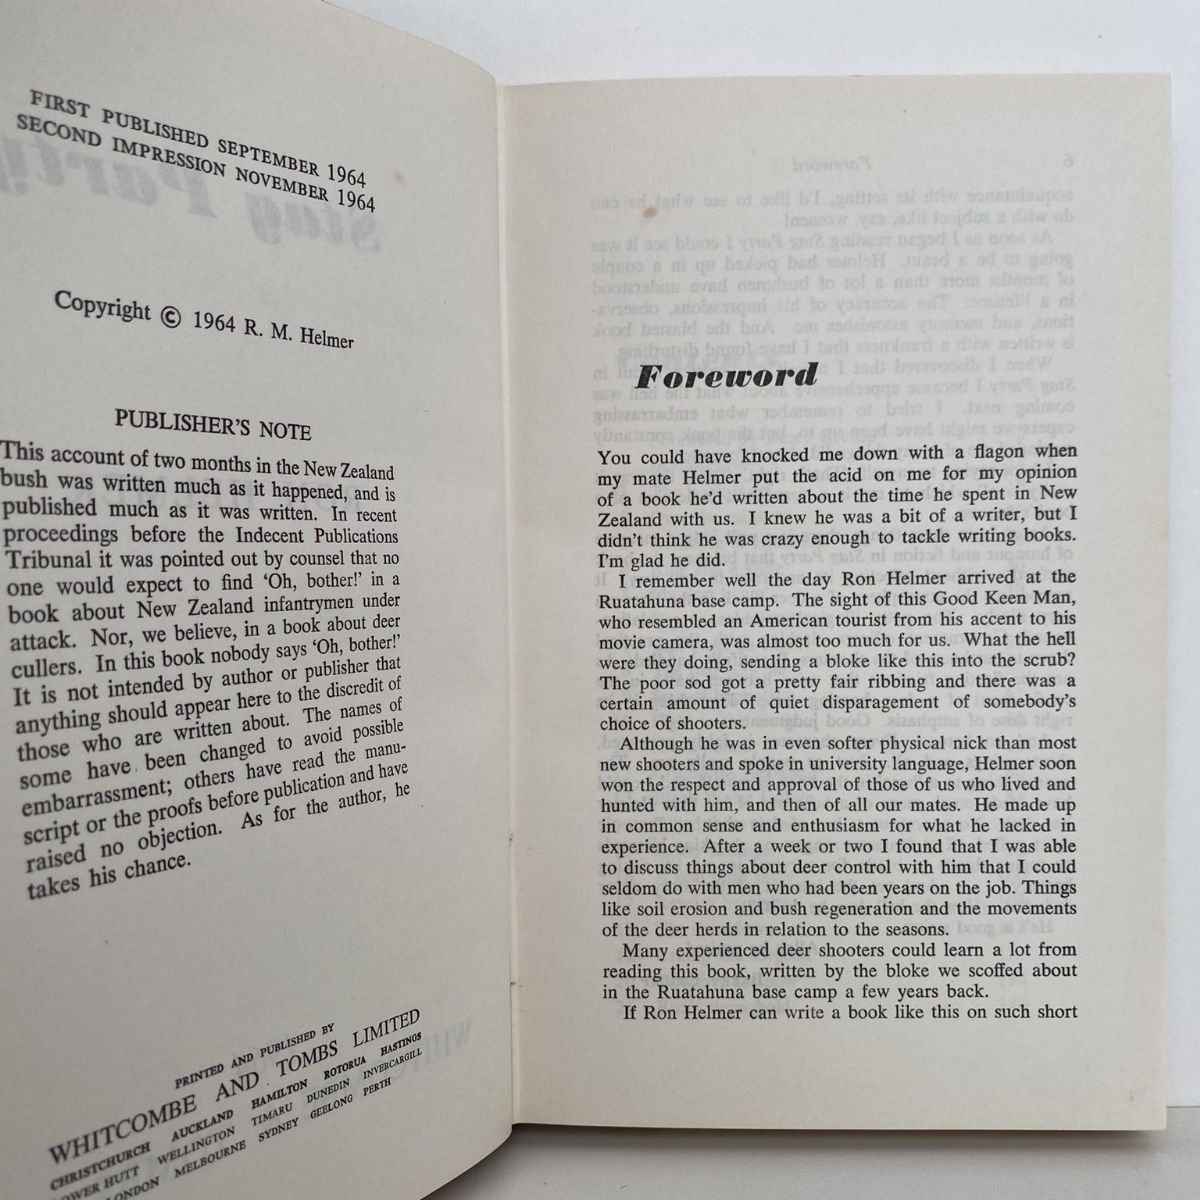 FIRST PUBLISHED SEPTEMBER 1964
SECOND IMPRESSION NOVEMBER 1964
Copyright © 1964 R. M. Helmer
PUBLISHER'S NOTE
This account of two months in the New Zealand
bush was written much as it happened, and is
published much as it was written. In recent
proceedings before the Indecent Publications
Tribunal it was pointed out by counsel that no
one would expect to find 'Oh, bother!' in a
book about New Zealand infantrymen under
attack. Nor, we believe, in a book about deer
cullers. In this book nobody says 'Oh, bother!'
It is not intended by author or publisher that
anything should appear here to the discredit of
those who are written about. The names of
some have been changed to avoid possible
embarrassment; others have read the manu-
script or the proofs before publication and have
raised no objection. As for the author, he
takes his chance.
PRINTED AND PUBLISHED BY
WHITCOMBE AND TOMBS LIMITED
CHRISTCHURCH AUCKLAND HAMILTON ROTORUA HASTINGS
LOWER HUTT WELLINGTON TIMARU DUNEDIN INVERCARGILL
LONDON MELBOURNE SYDNEY GEELONG PERTH
Foreword
You could have knocked me down with a flagon when
my mate Helmer put the acid on me for my opinion
of a book he'd written about the time he spent in New
Zealand with us. I knew he was a bit of a writer, but I
didn't think he was crazy enough to tackle writing books.
I'm glad he did.
I remember well the day Ron Helmer arrived at the
Ruatahuna base camp. The sight of this Good Keen Man,
who resembled an American tourist from his accent to his
movie camera, was almost too much for us. What the hell
were they doing, sending a bloke like this into the scrub?
The poor sod got a pretty fair ribbing and there was a
certain amount of quiet disparagement of somebody's
choice of shooters.
Although he was in even softer physical nick than most
new shooters and spoke in university language, Helmer soon
won the respect and approval of those of us who lived and
hunted with him, and then of all our mates. He made up
in common sense and enthusiasm for what he lacked in
experience. After a week or two I found that I was able
to discuss things about deer control with him that I could
seldom do with men who had been years on the job. Things
like soil erosion and bush regeneration and the movements
of the deer herds in relation to the seasons.
Many experienced deer shooters could learn a lot from
reading this book, written by the bloke we scoffed about
in the Ruatahuna base camp a few years back.
If Ron Helmer can write a book like this on such short